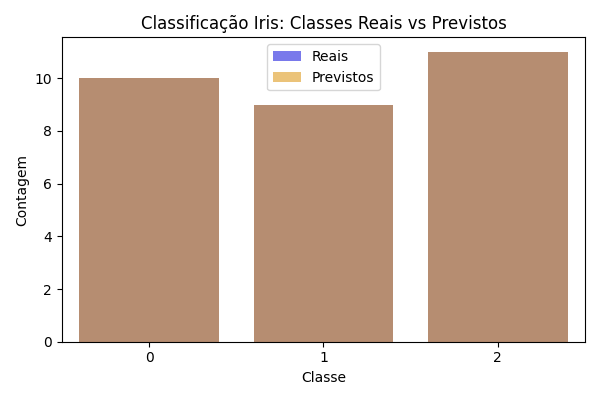 Classificação Iris: Classes Reais vs Previstos
Reais
Previstos
10
8
6
4
2
0
Contagem
0 1 2
Classe